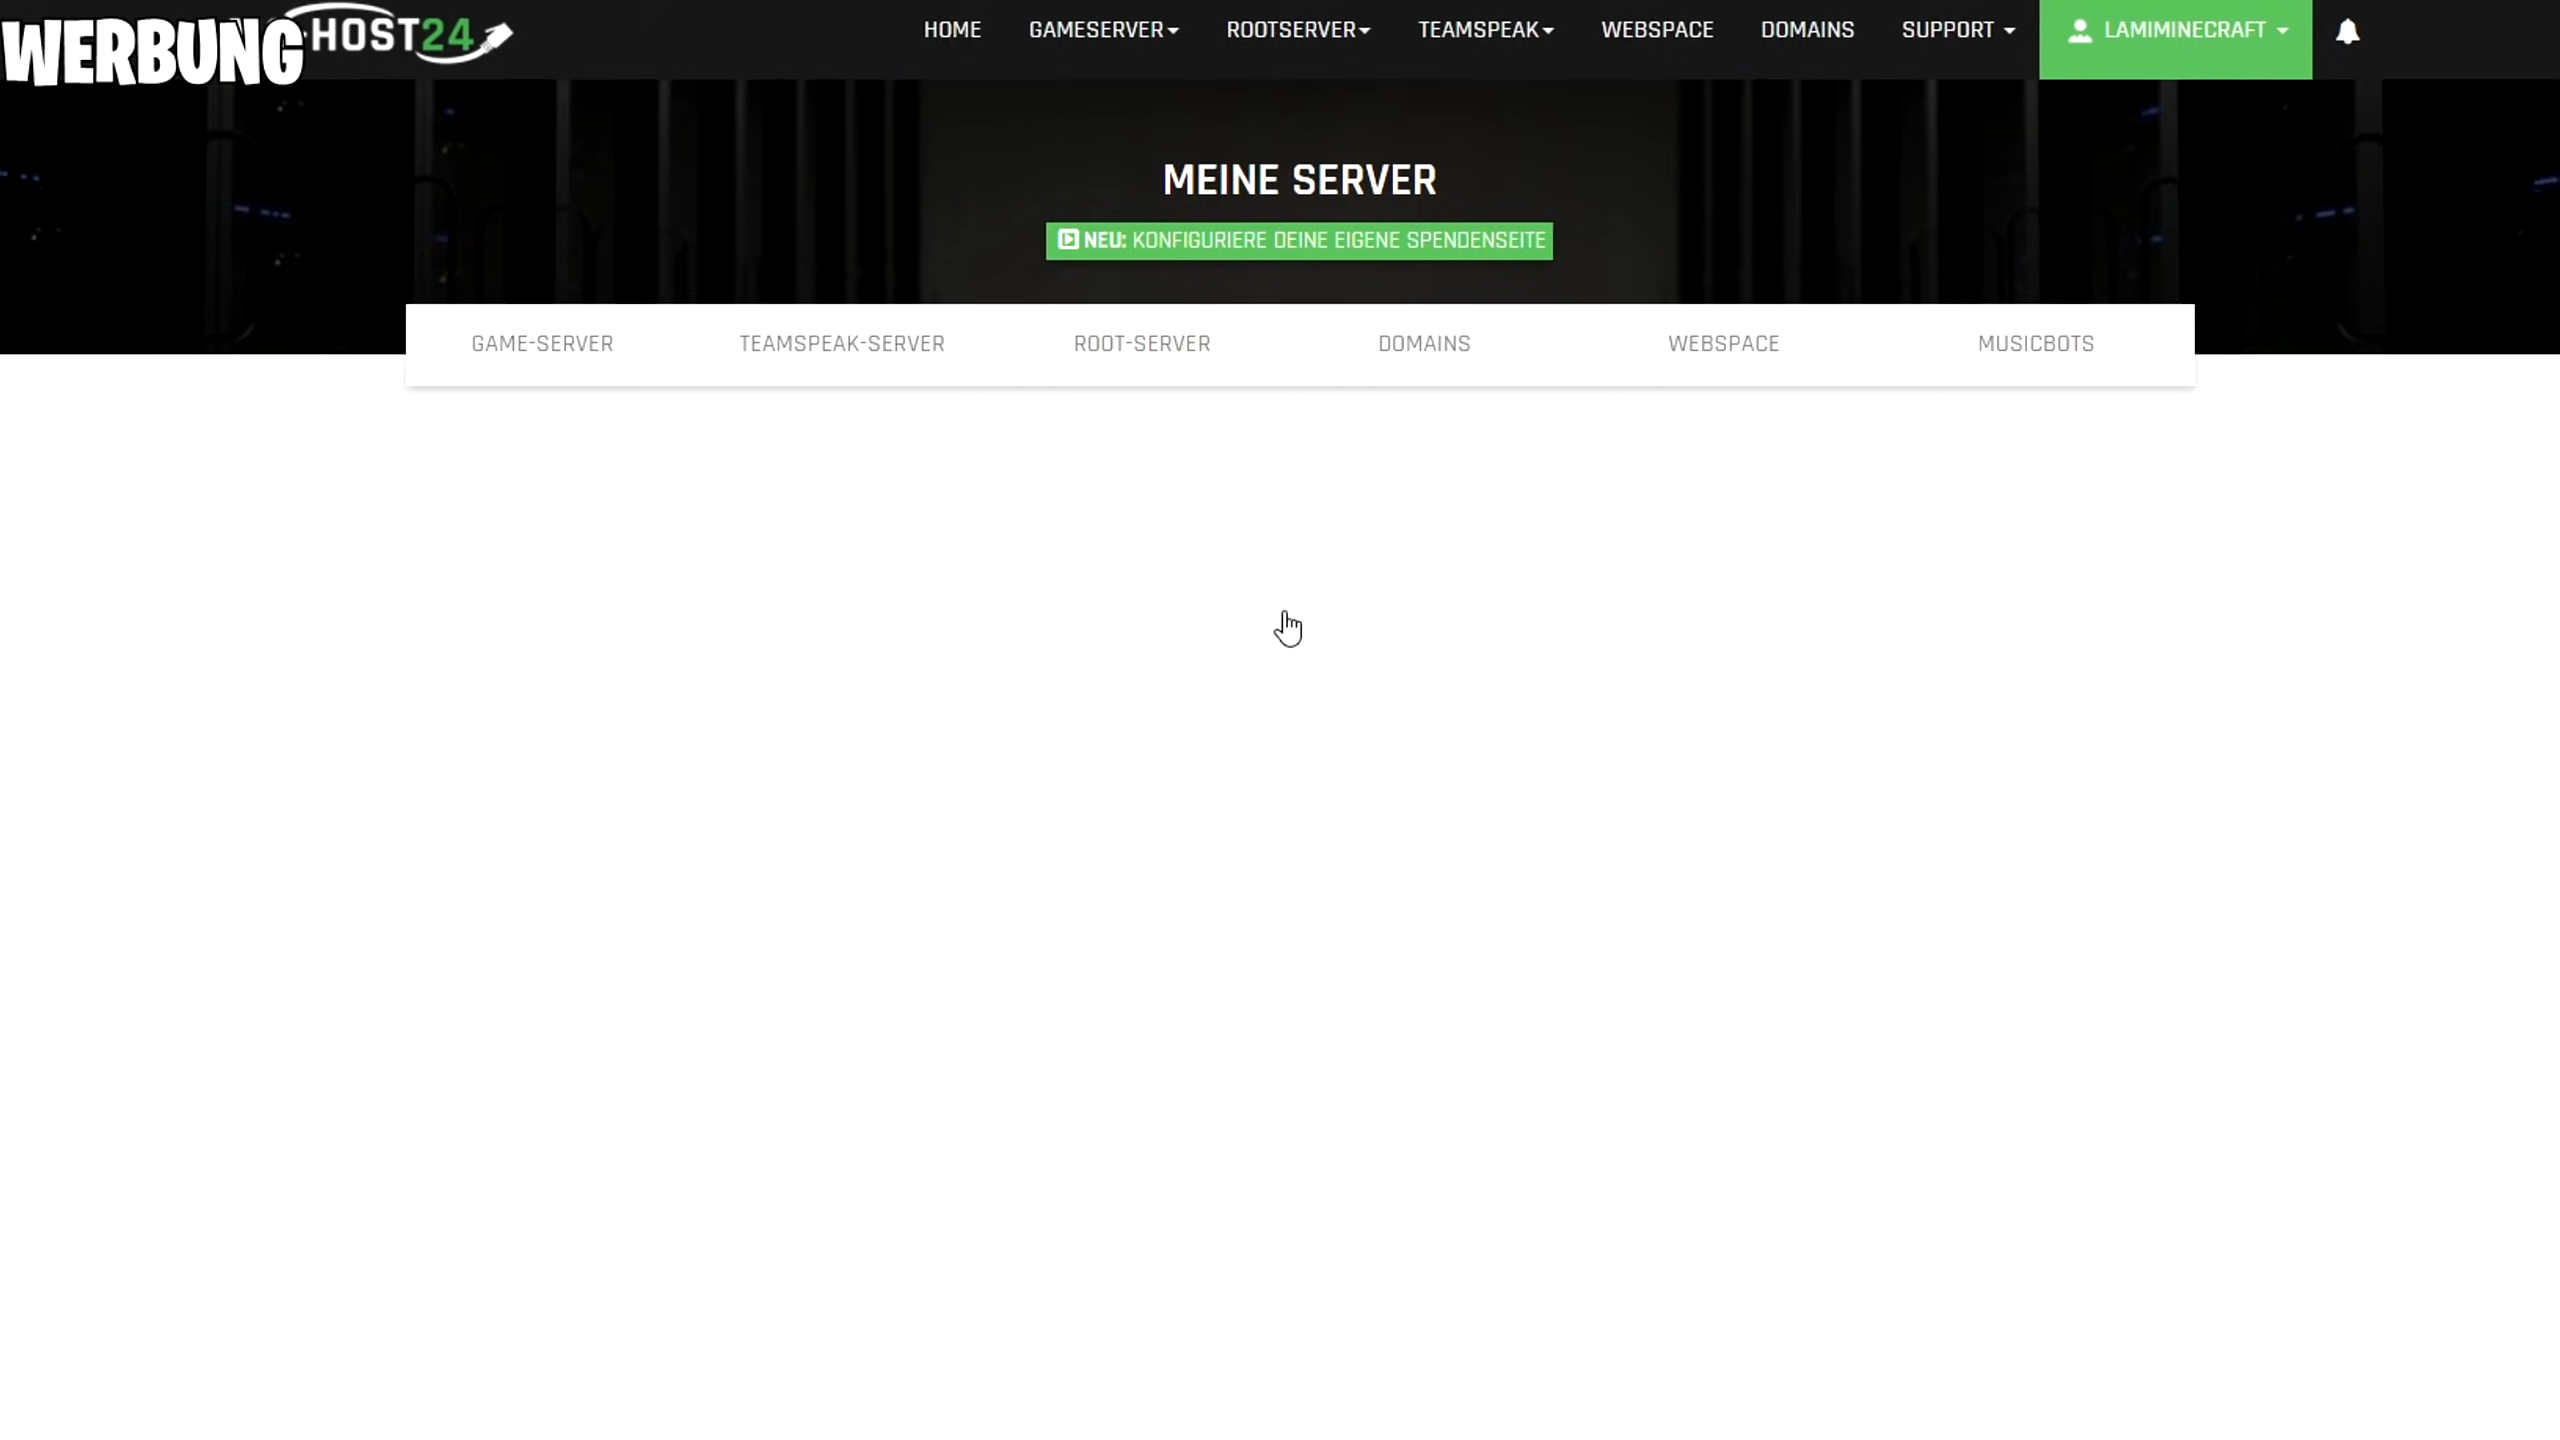 WERBUNG
HOST24
HOME GAMESERVER ROOTSERVER TEAMSPEAK WEBSPACE DOMAINS SUPPORT LAMIMINECRAFT
MEINE SERVER
NEU: KONFIGURIERE DEINE EIGENE SPENDENSEITE
GAME-SERVER TEAMSPEAK-SERVER ROOT-SERVER DOMAINS WEBSPACE MUSICBOTS